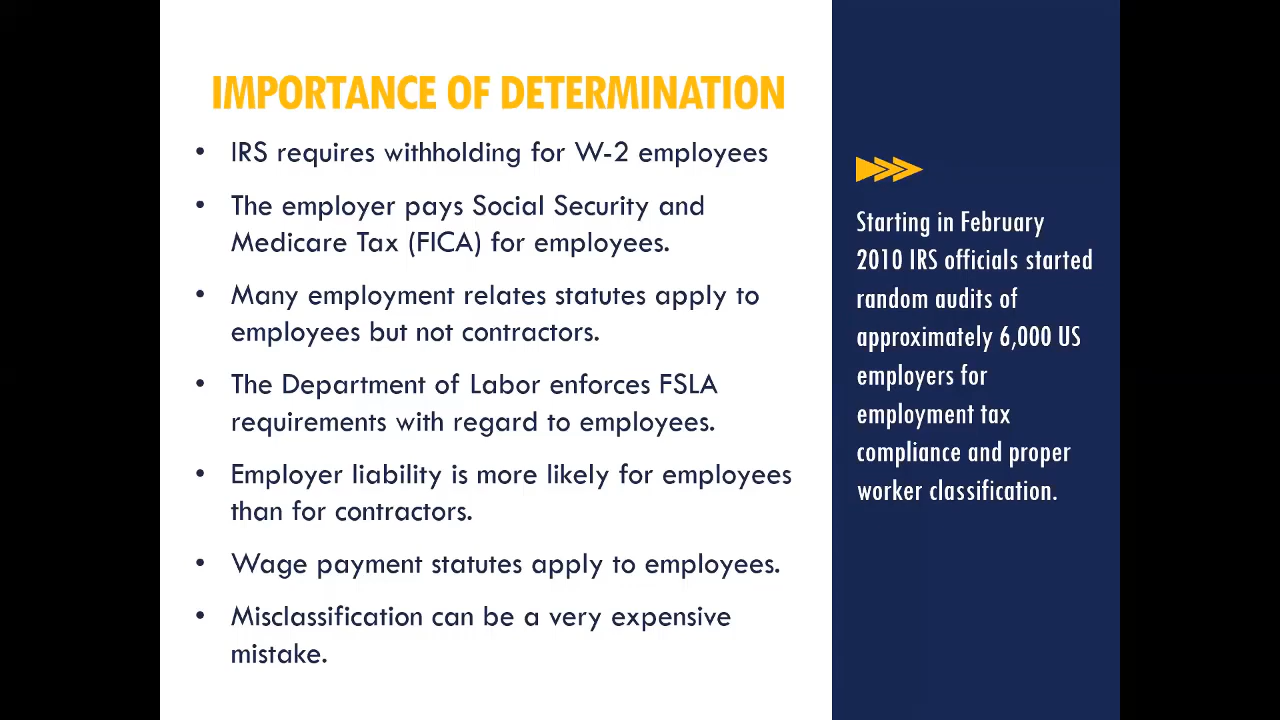 IMPORTANCE OF DETERMINATION
• IRS requires withholding for W-2 employees
• The employer pays Social Security and
Medicare Tax (FICA) for employees.
• Many employment relates statutes apply to
employees but not contractors.
• The Department of Labor enforces FSLA
requirements with regard to employees.
• Employer liability is more likely for employees
than for contractors.
• Wage payment statutes apply to employees.
• Misclassification can be a very expensive
mistake.
Starting in February
2010 IRS officials started
random audits of
approximately 6,000 US
employers for
employment tax
compliance and proper
worker classification.